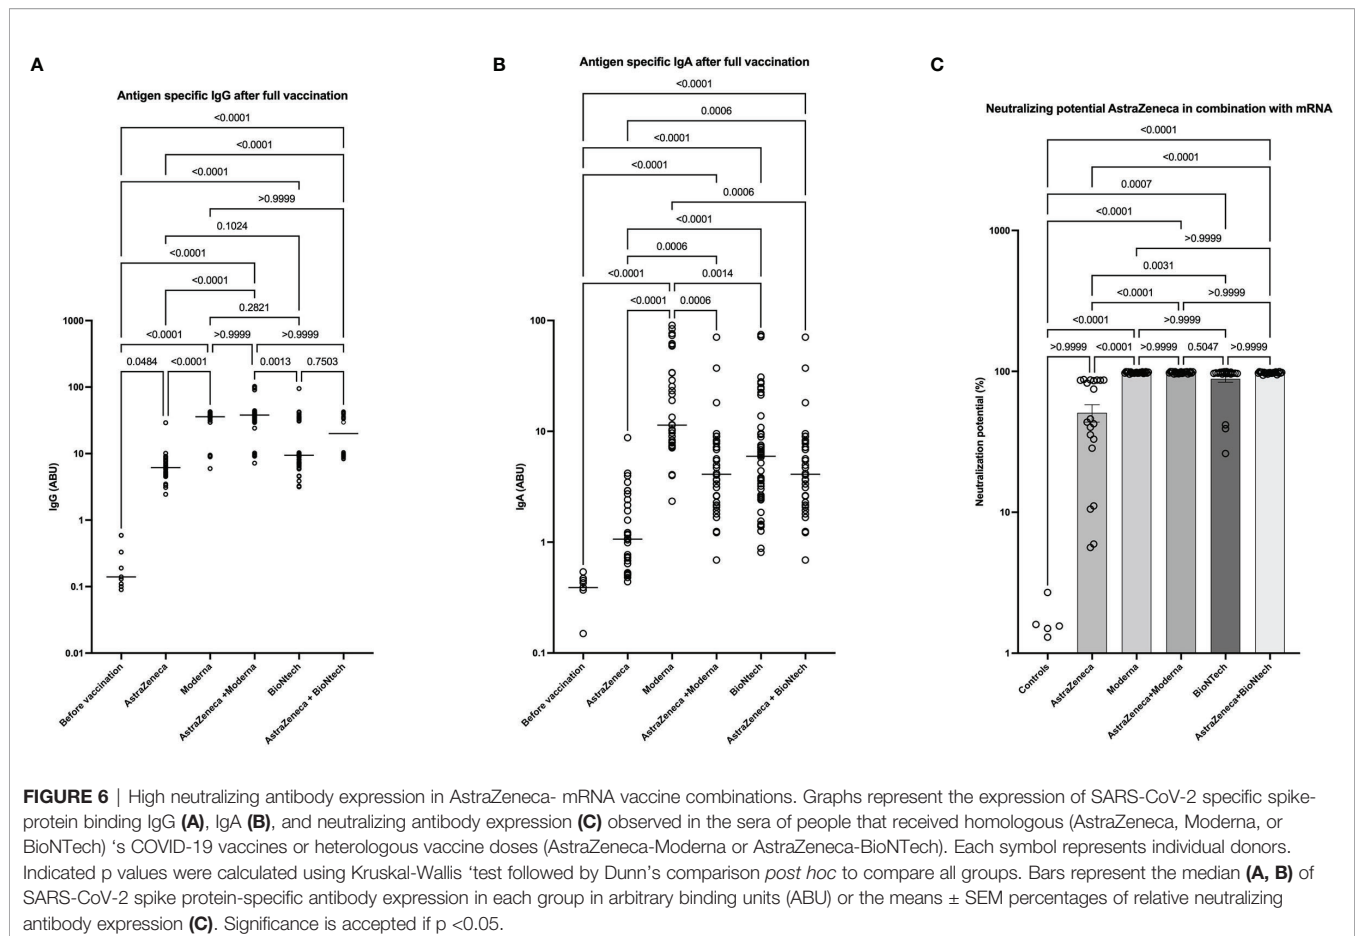 A
Antigen specific IgG after full vaccination
<0.0001
<0.0001
<0.0001
>0.9999
0.1024
<0.0001
<0.0001
0.2821
<0.0001 >0.9999 >0.9999
0.0484 <0.0001 0.0013 0.7503
1000
100
10
1
0.1
0.01
IgG (ABU)
Before vaccination
AstraZeneca
Moderna
AstraZeneca +Moderna
BioNtech
AstraZeneca + BioNtech
B
Antigen specific IgA after full vaccination
<0.0001
0.0006
<0.0001
<0.0001
0.0006
<0.0001
0.0006
<0.0001 0.0014
<0.0001 0.0006
100
10
1
0.1
IgA (ABU)
Before vaccination
AstraZeneca
Moderna
AstraZeneca +Moderna
BioNtech
AstraZeneca + BioNtech
C
Neutralizing potential AstraZeneca in combination with mRNA
<0.0001
<0.0001
0.0007
<0.0001
>0.9999
0.0031
<0.0001 >0.9999
<0.0001 >0.9999
>0.9999 <0.0001 >0.9999 0.5047 >0.9999
1000
100
10
1
Neutralization potential (%)
Controls
AstraZeneca
Moderna
AstraZeneca+Moderna
BioNTech
AstraZeneca+BioNtech
FIGURE 6 | High neutralizing antibody expression in AstraZeneca- mRNA vaccine combinations. Graphs represent the expression of SARS-CoV-2 specific spike-
protein binding IgG (A), IgA (B), and neutralizing antibody expression (C) observed in the sera of people that received homologous (AstraZeneca, Moderna, or
BioNTech) ‘s COVID-19 vaccines or heterologous vaccine doses (AstraZeneca-Moderna or AstraZeneca-BioNTech). Each symbol represents individual donors.
Indicated p values were calculated using Kruskal-Wallis ‘test followed by Dunn’s comparison post hoc to compare all groups. Bars represent the median (A, B) of
SARS-CoV-2 spike protein-specific antibody expression in each group in arbitrary binding units (ABU) or the means ± SEM percentages of relative neutralizing
antibody expression (C). Significance is accepted if p <0.05.